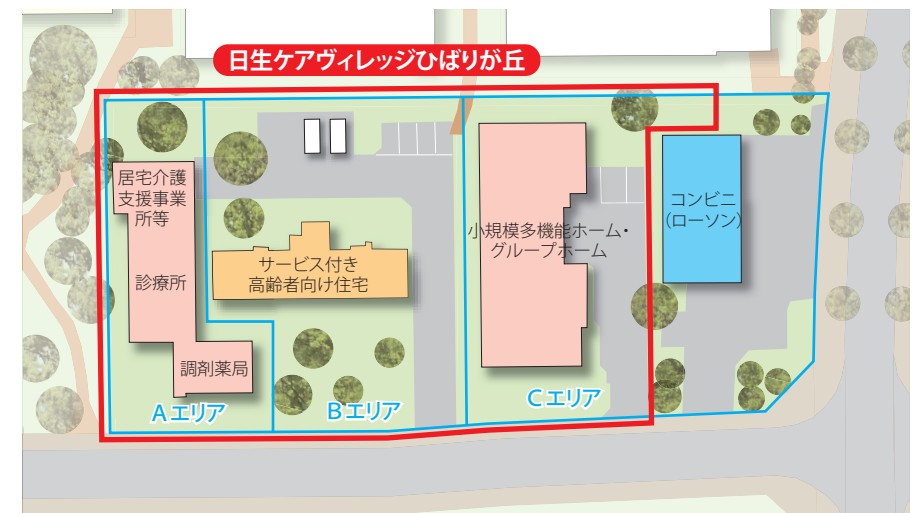 日生ケアヴィレッジひばりが丘
居宅介護
支援事業
所等
診療所
調剤薬局
サービス付き
高齢者向け住宅
小規模多機能ホーム・
グループホーム
コンビニ
(ローソン)
Aエリア
Bエリア
Cエリア